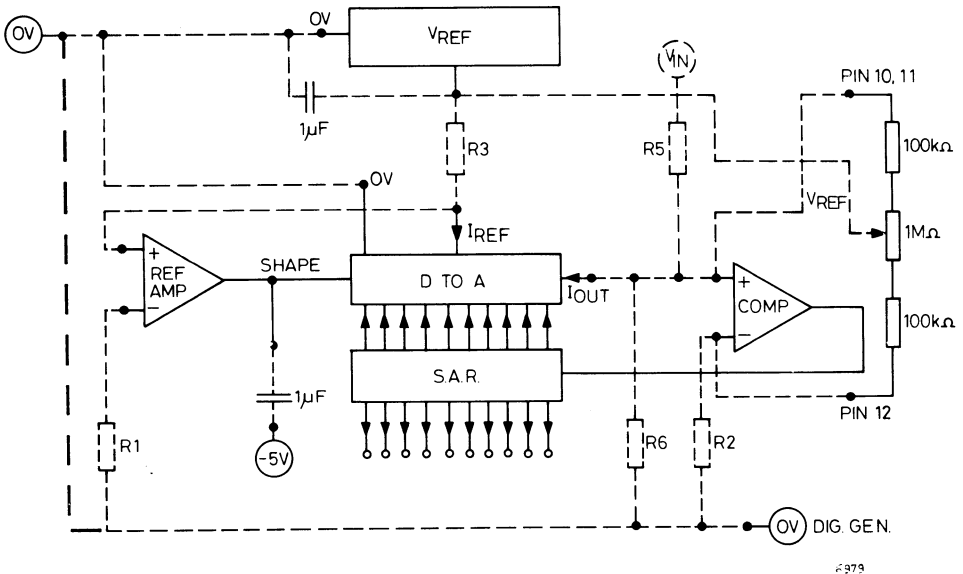 0V
0V
VREF
VIN
PIN 10, 11
1µF
R3
R5
100kΩ
0V
VREF
IREF
1MΩ
+
REF
AMP
−
SHAPE
D TO A
IOUT
+
COMP
−
100kΩ
S.A.R.
1µF
PIN 12
R1
-5V
R6
R2
0V
DIG. GEN.
6979